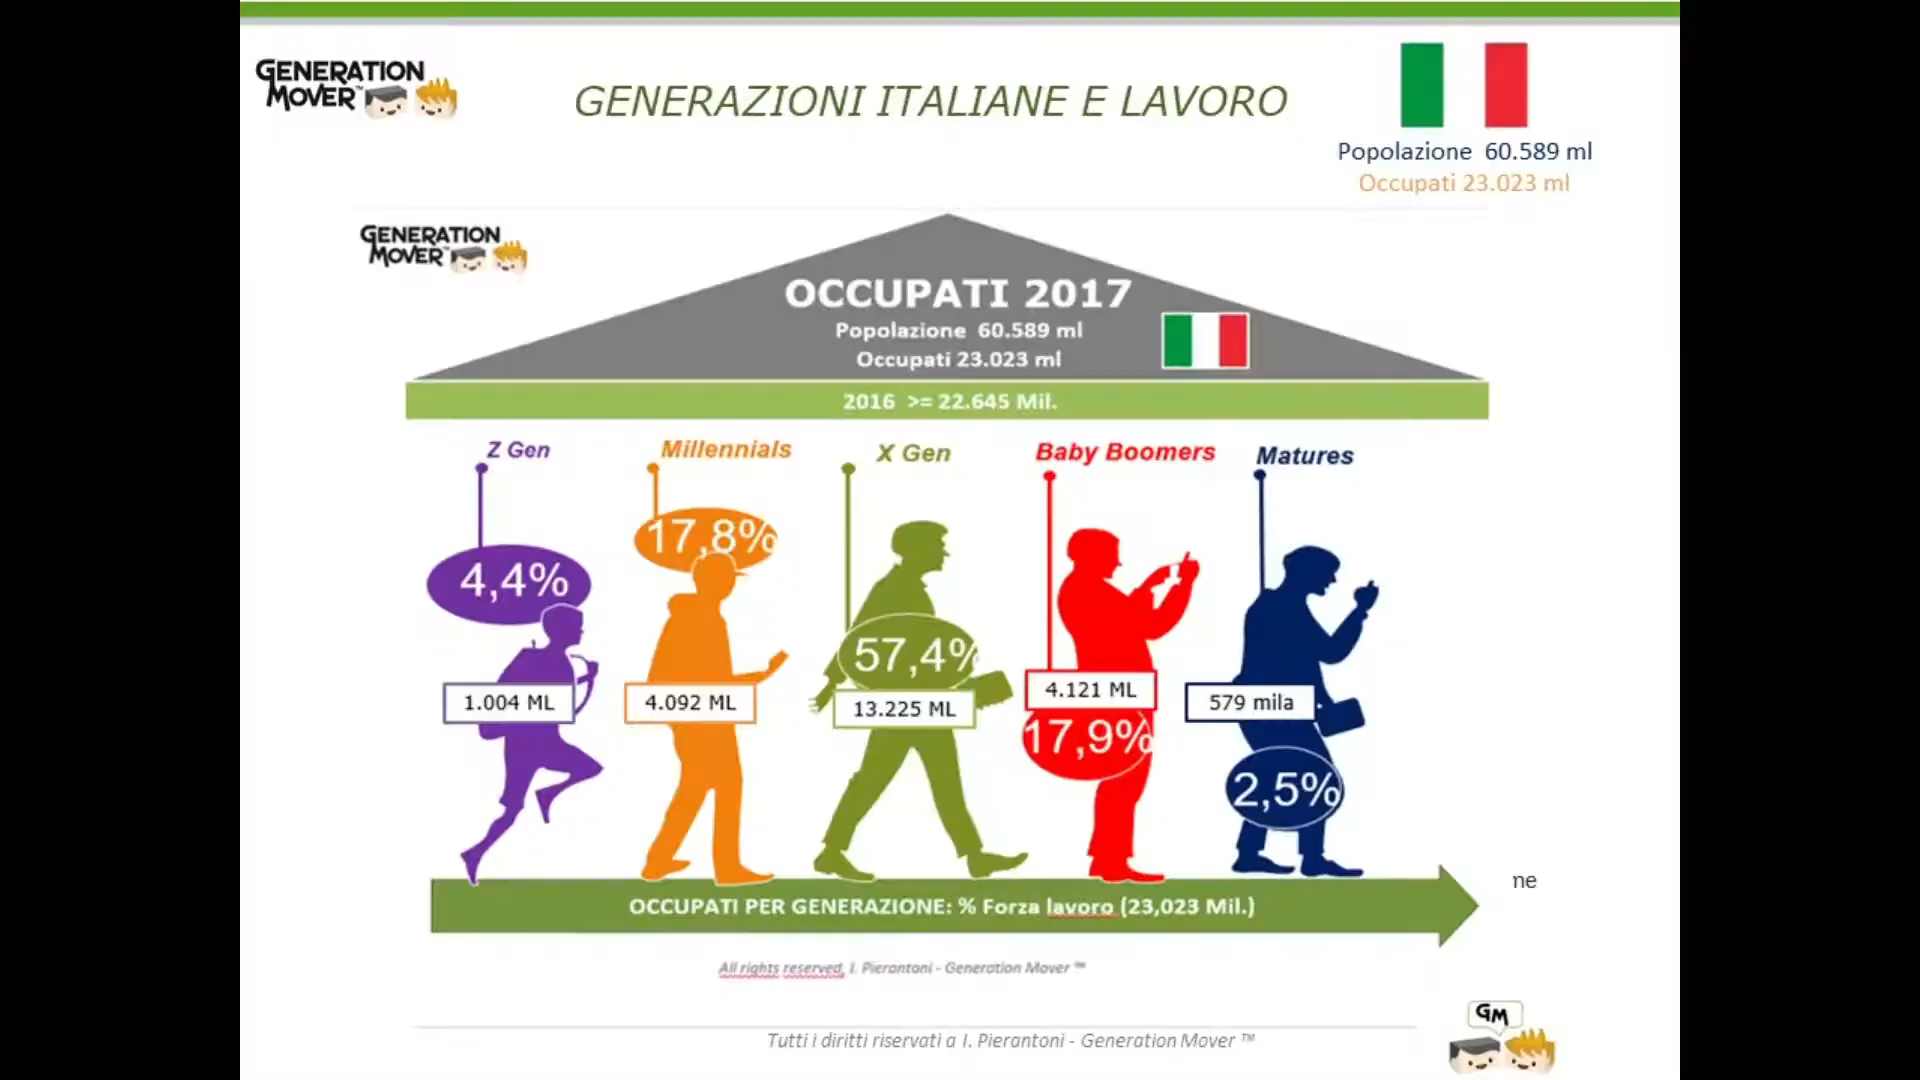 GENERATION
MOVER™
GENERAZIONI ITALIANE E LAVORO
Popolazione 60.589 ml
Occupati 23.023 ml
GENERATION
MOVER™
OCCUPATI 2017
Popolazione 60.589 ml
Occupati 23.023 ml
2016 >= 22.645 Mil.
Z Gen
Millennials
X Gen
Baby Boomers
Matures
4,4%
17,8%
57,4%
17,9%
2,5%
1.004 ML
4.092 ML
13.225 ML
4.121 ML
579 mila
ne
OCCUPATI PER GENERAZIONE: % Forza lavoro (23,023 Mil.)
All rights reserved, I. Pierantoni - Generation Mover ™
GM
Tutti i diritti riservati a I. Pierantoni - Generation Mover ™